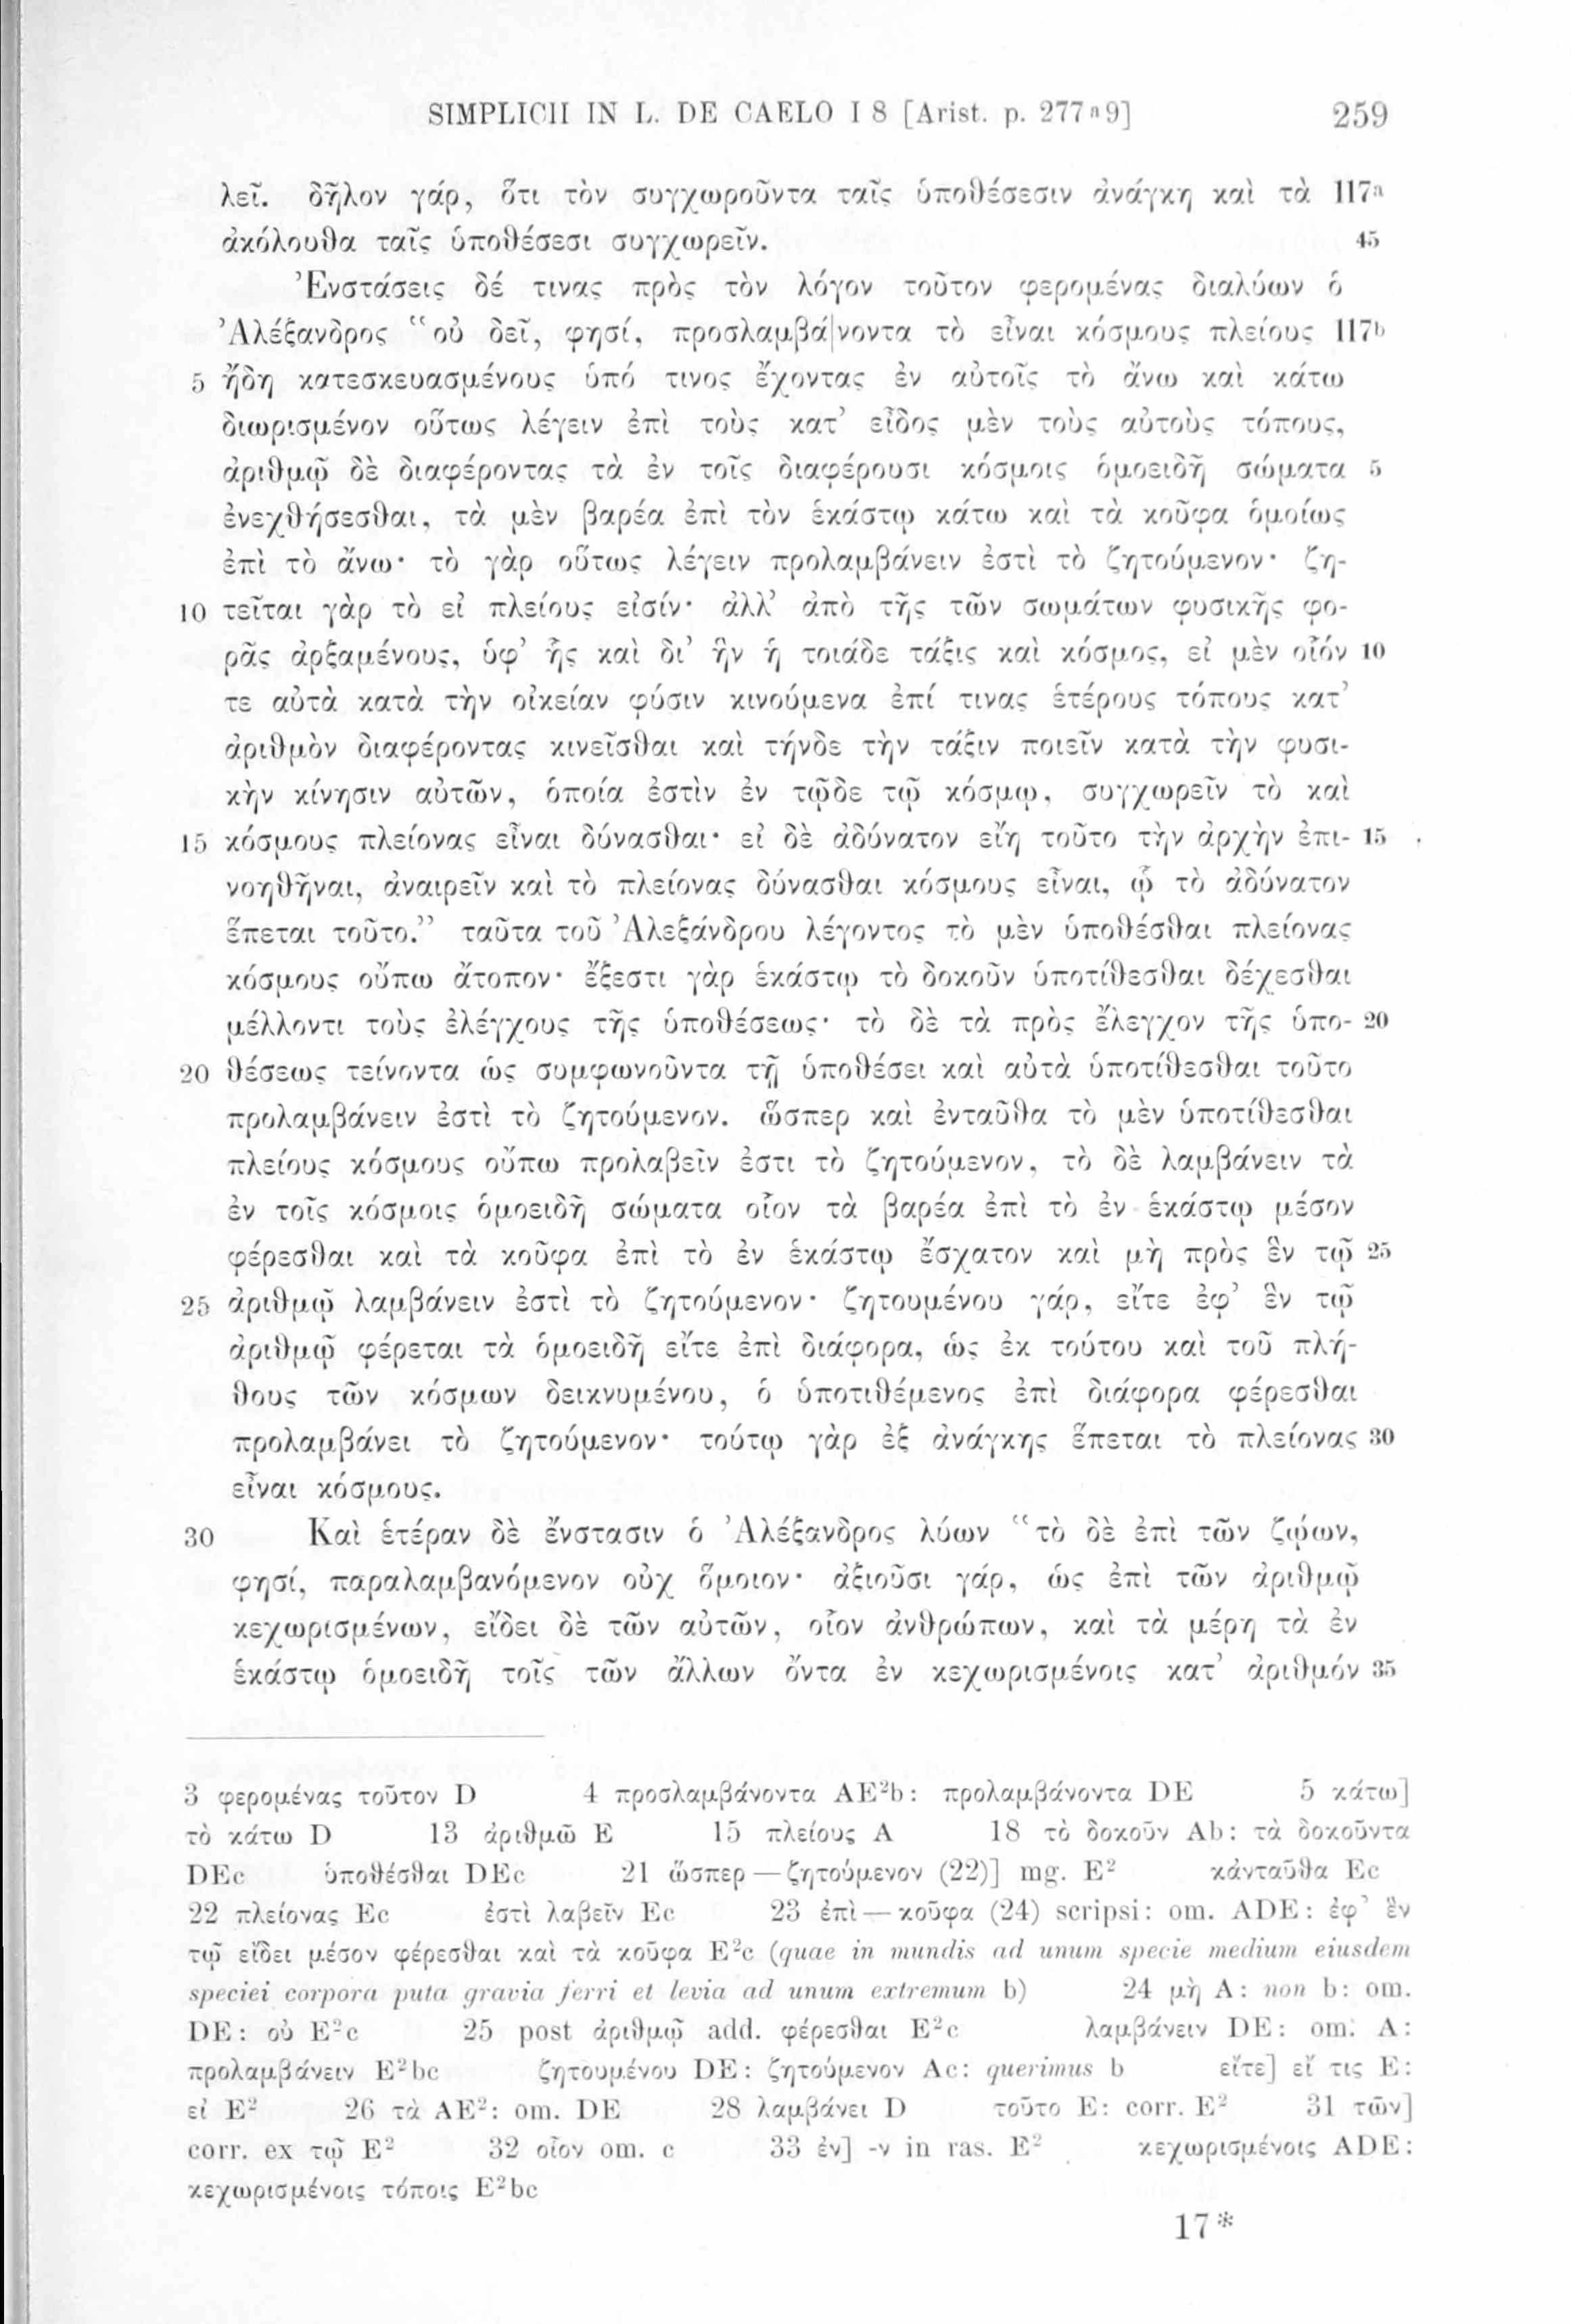 SIMPLICII IN L. DE CAELO I 8 [Arist. p. 277ª9] 259
λεῖ. δῆλον γάρ, ὅτι τὸν συγχωροῦντα ταῖς ὑποθέσεσιν ἀνάγκη καὶ τὰ 117ª
ἀκόλουθα ταῖς ὑποθέσεσι συγχωρεῖν. 45
Ἐνστάσεις δέ τινας πρὸς τὸν λόγον τοῦτον φερομένας διαλύων ὁ
Ἀλέξανδρος “οὐ δεῖ, φησί, προσλαμβά|νοντα τὸ εἶναι κόσμους πλείους 117ᵇ
5 ἤδη κατεσκευασμένους ὑπό τινος ἔχοντας ἐν αὑτοῖς τὸ ἄνω καὶ κάτω
διωρισμένον οὕτως λέγειν ἐπὶ τοὺς κατ’ εἶδος μὲν τοὺς αὐτοὺς τόπους,
ἀριθμῷ δὲ διαφέροντας τὰ ἐν τοῖς διαφέρουσι κόσμοις ὁμοειδῆ σώματα 5
ἐνεχθήσεσθαι, τὰ μὲν βαρέα ἐπὶ τὸν ἑκάστῳ κάτω καὶ τὰ κοῦφα ὁμοίως
ἐπὶ τὸ ἄνω· τὸ γὰρ οὕτως λέγειν προλαμβάνειν ἐστὶ τὸ ζητούμενον· ζη-
10 τεῖται γὰρ τὸ εἰ πλείους εἰσίν· ἀλλ’ ἀπὸ τῆς τῶν σωμάτων φυσικῆς φο-
ρᾶς ἀρξαμένους, ὑφ’ ἧς καὶ δι’ ἣν ἡ τοιάδε τάξις καὶ κόσμος, εἰ μὲν οἷόν 10
τε αὐτὰ κατὰ τὴν οἰκείαν φύσιν κινούμενα ἐπί τινας ἑτέρους τόπους κατ’
ἀριθμὸν διαφέροντας κινεῖσθαι καὶ τήνδε τὴν τάξιν ποιεῖν κατὰ τὴν φυσι-
κὴν κίνησιν αὐτῶν, ὁποία ἐστὶν ἐν τῷδε τῷ κόσμῳ, συγχωρεῖν τὸ καὶ
15 κόσμους πλείονας εἶναι δύνασθαι· εἰ δὲ ἀδύνατον εἴη τοῦτο τὴν ἀρχὴν ἐπι- 15
νοηθῆναι, ἀναιρεῖν καὶ τὸ πλείονας δύνασθαι κόσμους εἶναι, ᾧ τὸ ἀδύνατον
ἕπεται τοῦτο.” ταῦτα τοῦ Ἀλεξάνδρου λέγοντος τὸ μὲν ὑποθέσθαι πλείονας
κόσμους οὔπω ἄτοπον· ἔξεστι γὰρ ἑκάστῳ τὸ δοκοῦν ὑποτίθεσθαι δέχεσθαι
μέλλοντι τοὺς ἐλέγχους τῆς ὑποθέσεως· τὸ δὲ τὰ πρὸς ἔλεγχον τῆς ὑπο- 20
20 θέσεως τείνοντα ὡς συμφωνοῦντα τῇ ὑποθέσει καὶ αὐτὰ ὑποτίθεσθαι τοῦτο
προλαμβάνειν ἐστὶ τὸ ζητούμενον. ὥσπερ καὶ ἐνταῦθα τὸ μὲν ὑποτίθεσθαι
πλείους κόσμους οὔπω προλαβεῖν ἐστι τὸ ζητούμενον, τὸ δὲ λαμβάνειν τὰ
ἐν τοῖς κόσμοις ὁμοειδῆ σώματα οἷον τὰ βαρέα ἐπὶ τὸ ἐν ἑκάστῳ μέσον
φέρεσθαι καὶ τὰ κοῦφα ἐπὶ τὸ ἐν ἑκάστῳ ἔσχατον καὶ μὴ πρὸς ἓν τῷ 25
25 ἀριθμῷ λαμβάνειν ἐστὶ τὸ ζητούμενον· ζητουμένου γάρ, εἴτε ἐφ’ ἓν τῷ
ἀριθμῷ φέρεται τὰ ὁμοειδῆ εἴτε ἐπὶ διάφορα, ὡς ἐκ τούτου καὶ τοῦ πλή-
θους τῶν κόσμων δεικνυμένου, ὁ ὑποτιθέμενος ἐπὶ διάφορα φέρεσθαι
προλαμβάνει τὸ ζητούμενον· τούτῳ γὰρ ἐξ ἀνάγκης ἕπεται τὸ πλείονας 30
εἶναι κόσμους.
30 Καὶ ἑτέραν δὲ ἔνστασιν ὁ Ἀλέξανδρος λύων “τὸ δὲ ἐπὶ τῶν ζῴων,
φησί, παραλαμβανόμενον οὐχ ὅμοιον· ἀξιοῦσι γάρ, ὡς ἐπὶ τῶν ἀριθμῷ
κεχωρισμένων, εἴδει δὲ τῶν αὐτῶν, οἷον ἀνθρώπων, καὶ τὰ μέρη τὰ ἐν
ἑκάστῳ ὁμοειδῆ τοῖς τῶν ἄλλων ὄντα ἐν κεχωρισμένοις κατ’ ἀριθμόν 35
3 φερομένας τοῦτον D 4 προσλαμβάνοντα AE²b: προλαμβάνοντα DE 5 κάτω]
τὸ κάτω D 13 ἀριθμῶ E 15 πλείους A 18 τὸ δοκοῦν Ab: τὰ δοκοῦντα
DEc ὑποθέσθαι DEc 21 ὥσπερ — ζητούμενον (22)] mg. E² κἀνταῦθα Ec
22 πλείονας Ec ἐστὶ λαβεῖν Ec 23 ἐπὶ — κοῦφα (24) scripsi: om. ADE: ἐφ’ ἓν
τῷ εἴδει μέσον φέρεσθαι καὶ τὰ κοῦφα E²c (quae in mundis ad unum specie medium eiusdem
speciei corpora puta gravia ferri et levia ad unum extremum b) 24 μὴ A: non b: om.
DE: οὐ E²c 25 post ἀριθμῷ add. φέρεσθαι E²c λαμβάνειν DE: om. A:
προλαμβάνειν E²bc ζητουμένου DE: ζητούμενον Ac: querimus b εἴτε] εἴ τις E:
εἰ E² 26 τὰ AE²: om. DE 28 λαμβάνει D τοῦτο E: corr. E² 31 τῶν]
corr. ex τῷ E² 32 οἷον om. c 33 ἐν] -ν in ras. E² κεχωρισμένοις ADE:
κεχωρισμένοις τόποις E²bc
17*